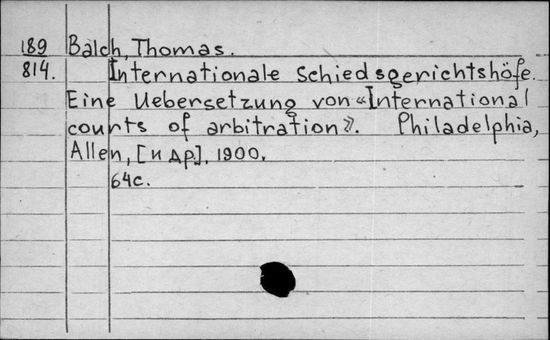 189 Balch, Thomas.
814. Internationale Schiedsgerichtshöfe.
Eine Uebersetzung von «International
courts of arbitration». Philadelphia,
Allen, [и др], 1900.
64с.